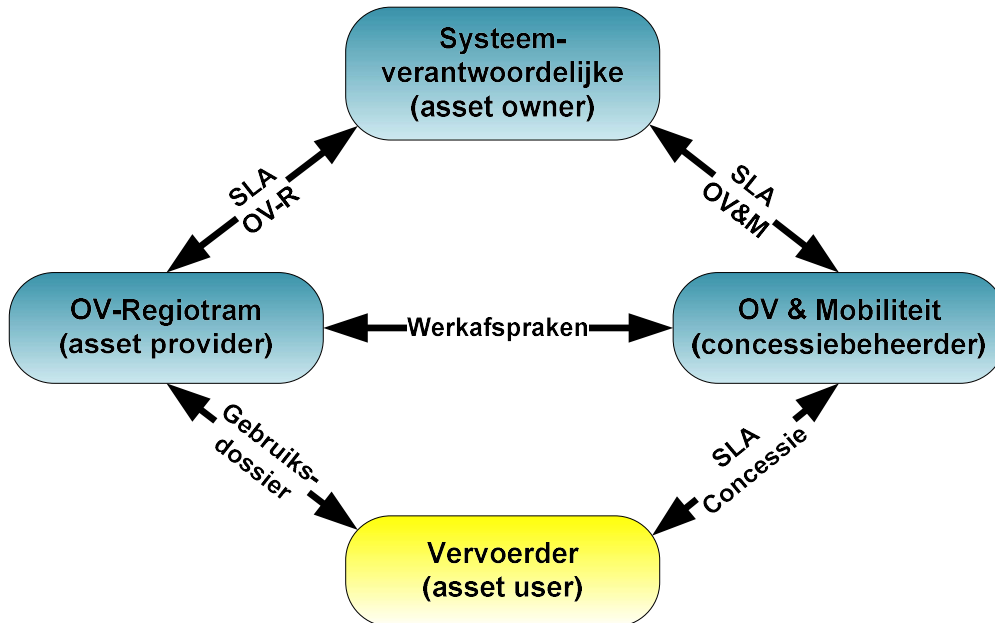 Systeem-
verantwoordelijke
(asset owner)
SLA
OV-R
SLA
OV&M
OV-Regiotram
(asset provider)
Werkafspraken
OV & Mobiliteit
(concessiebeheerder)
Gebruiks-
dossier
SLA
Concessie
Vervoerder
(asset user)